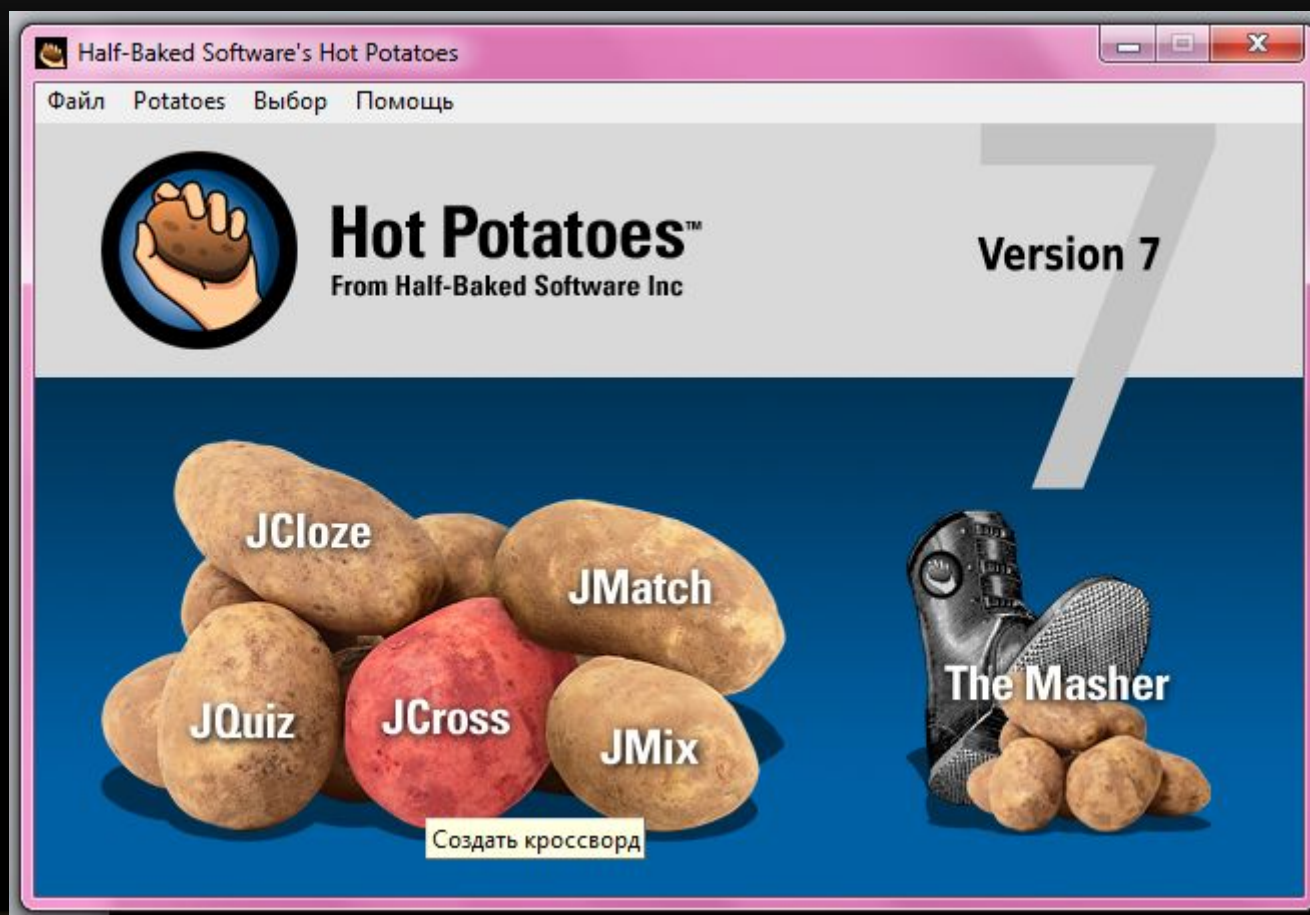 Half-Baked Software's Hot Potatoes
Файл Potatoes Выбор Помощь
Hot Potatoes™
From Half-Baked Software Inc
7
Version 7
JCloze
JMatch
JQuiz
JCross
JMix
The Masher
Создать кроссворд